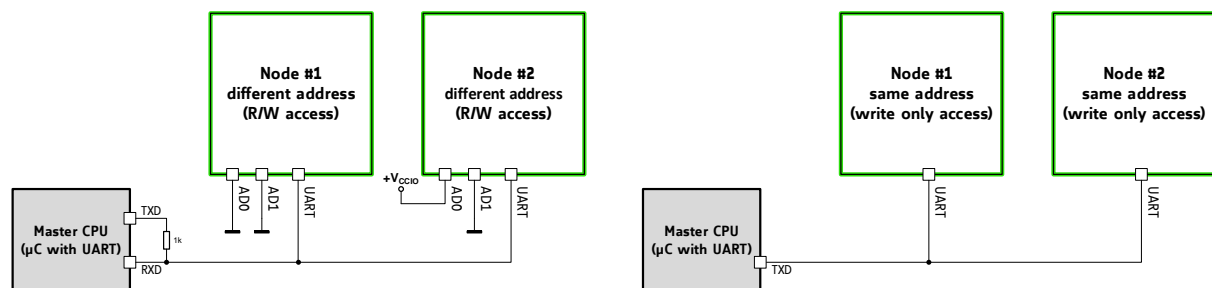 Node #1
different address
(R/W access)
Node #2
different address
(R/W access)
+VCCIO
AD0
AD1
UART
AD0
AD1
UART
Master CPU
(µC with UART)
TXD
1k
RXD
Node #1
same address
(write only access)
Node #2
same address
(write only access)
UART
UART
Master CPU
(µC with UART)
TXD